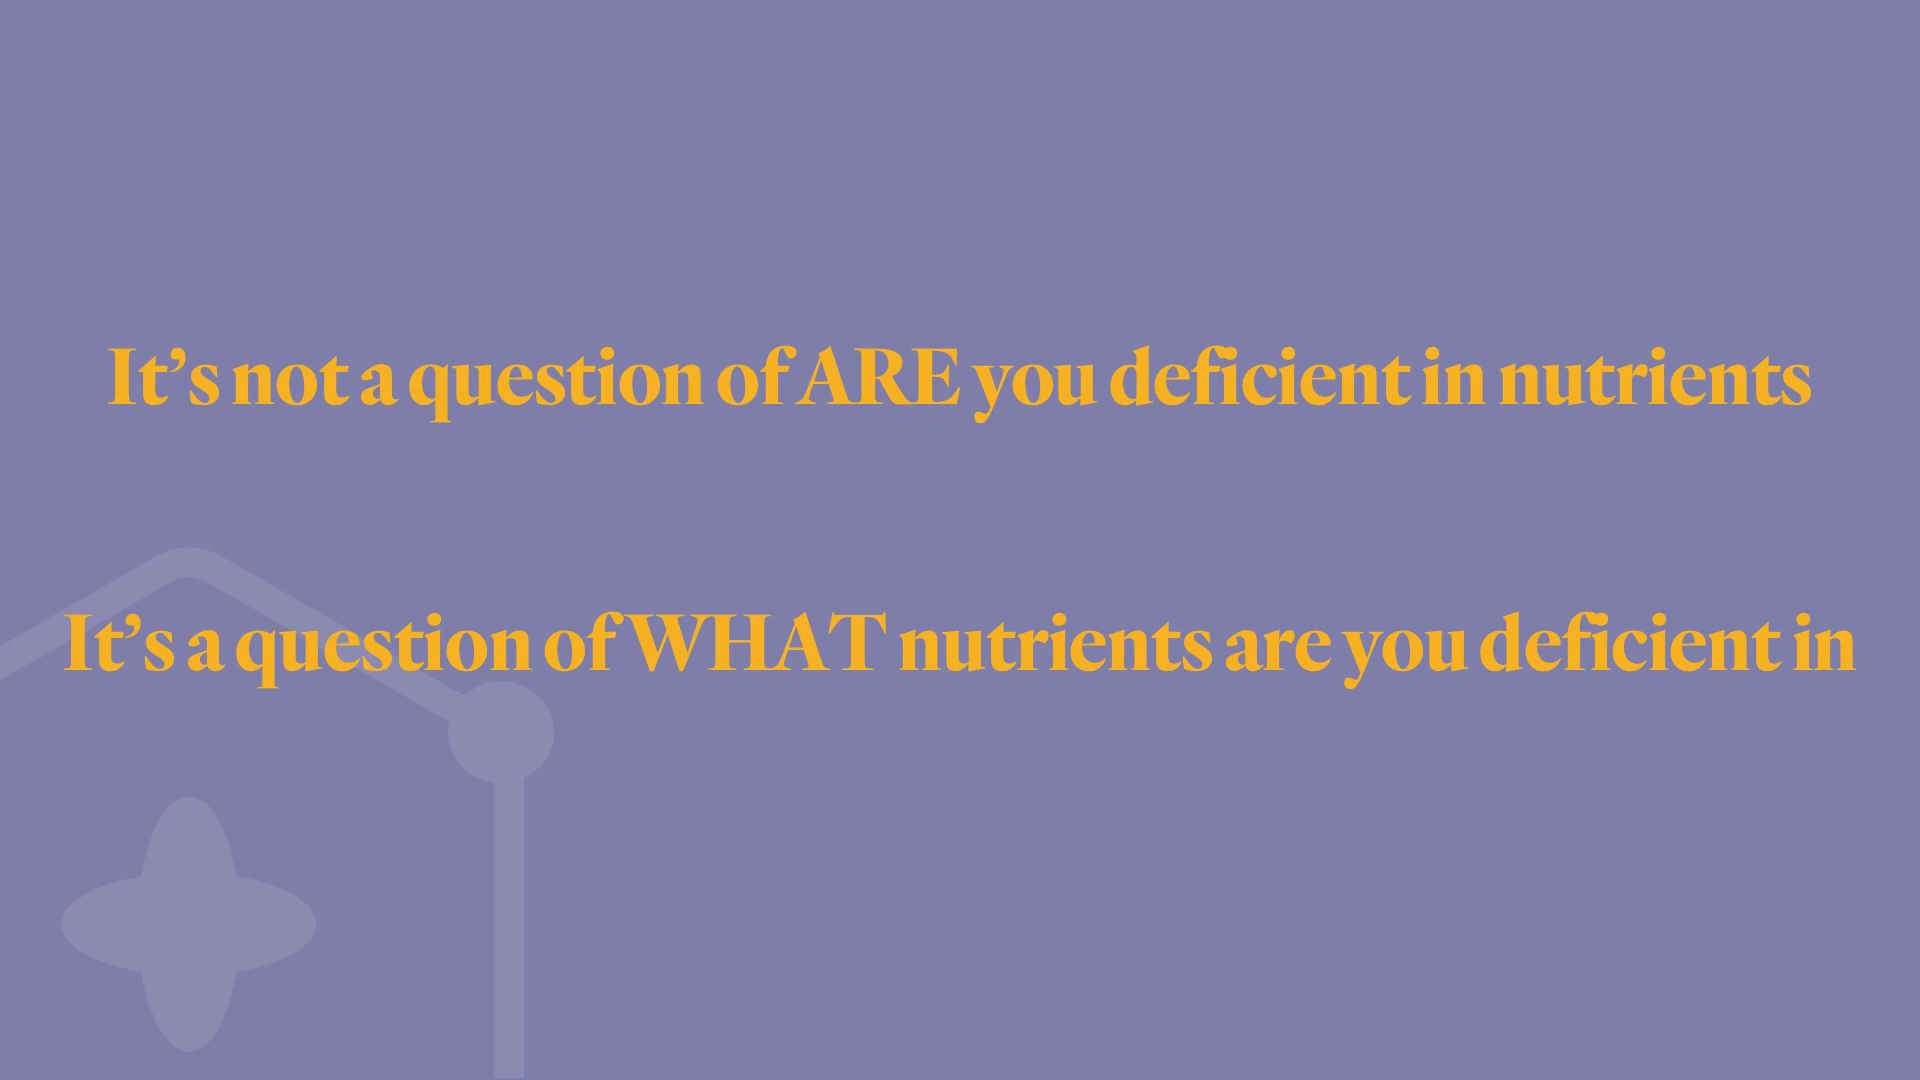 It’s not a question of ARE you deficient in nutrients
It’s a question of WHAT nutrients are you deficient in